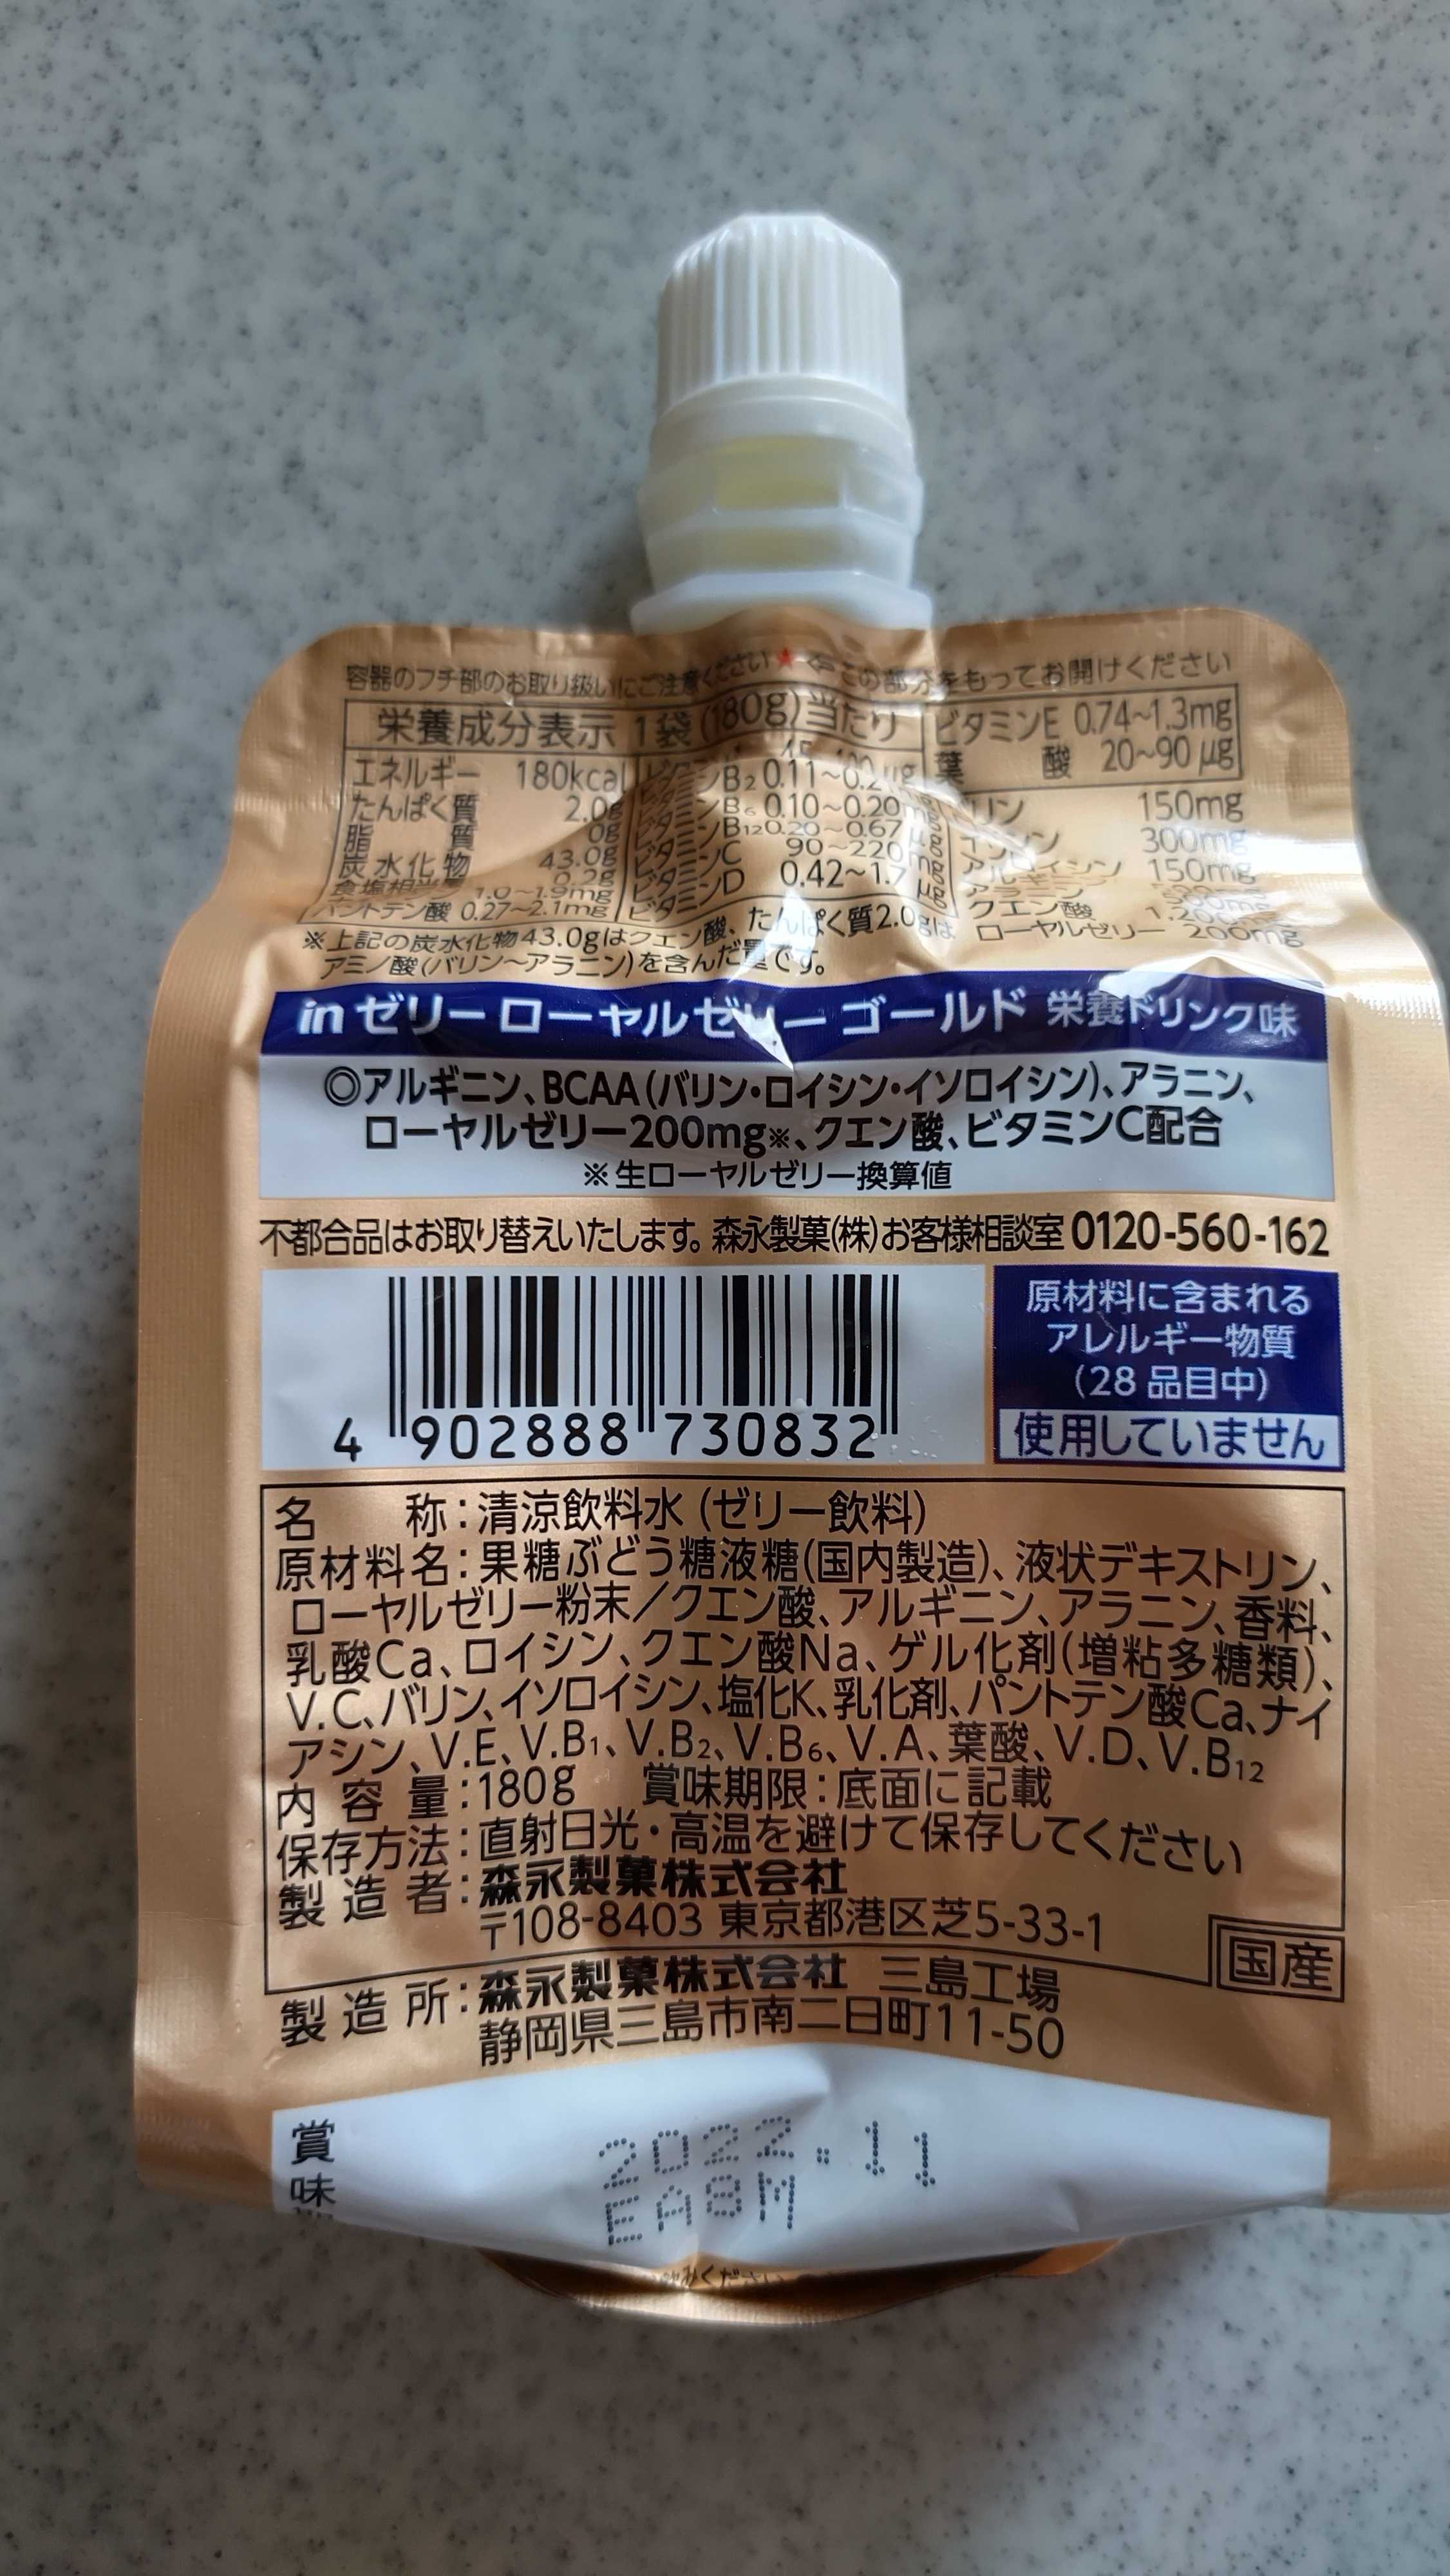 容器のフチ部のお取り扱いにご注意ください★ ⇐この部分をもってお開けください
栄養成分表示 1袋(180g)当たり
エネルギー 180kcal
たんぱく質 2.0g
脂質 0g
炭水化物 43.0g
食塩相当量 0.2g
1.0~1.9mg
パントテン酸 0.27~2.1mg
ビタミンB2 0.11~0.2
ビタミンB6 0.10~0.20mg
ビタミンB12 0.20~0.67μg
ビタミンC 90~220mg
ビタミンD 0.42~1.7μg
ビタミンE 0.74~1.3mg
葉酸 20~90μg
バリン 150mg
300mg
150mg
アルギニン
アラニン
クエン酸 1,200mg
ローヤルゼリー 200mg
※上記の炭水化物43.0gはクエン酸、たんぱく質2.0gは
アミノ酸(バリン~アラニン)を含んだ量です。
inゼリー ローヤルゼリー ゴールド 栄養ドリンク味
◎アルギニン、BCAA(バリン・ロイシン・イソロイシン)、アラニン、
ローヤルゼリー200mg※、クエン酸、ビタミンC配合
※生ローヤルゼリー換算値
不都合品はお取り替えいたします。森永製菓(株)お客様相談室 0120-560-162
4 902888 730832
原材料に含まれる
アレルギー物質
(28 品目中)
使用していません
名称:清涼飲料水 (ゼリー飲料)
原材料名:果糖ぶどう糖液糖(国内製造)、液状デキストリン、
ローヤルゼリー粉末/クエン酸、アルギニン、アラニン、香料、
乳酸Ca、ロイシン、クエン酸Na、ゲル化剤(増粘多糖類)、
V.C、バリン、イソロイシン、塩化K、乳化剤、パントテン酸Ca、ナイ
アシン、V.E、V.B1、V.B2、V.B6、V.A、葉酸、V.D、V.B12
内容量:180g 賞味期限:底面に記載
保存方法:直射日光・高温を避けて保存してください
製造者:森永製菓株式会社
〒108-8403 東京都港区芝5-33-1
国産
製造所:森永製菓株式会社 三島工場
静岡県三島市南二日町11-50
賞味
2022.11
EA8M